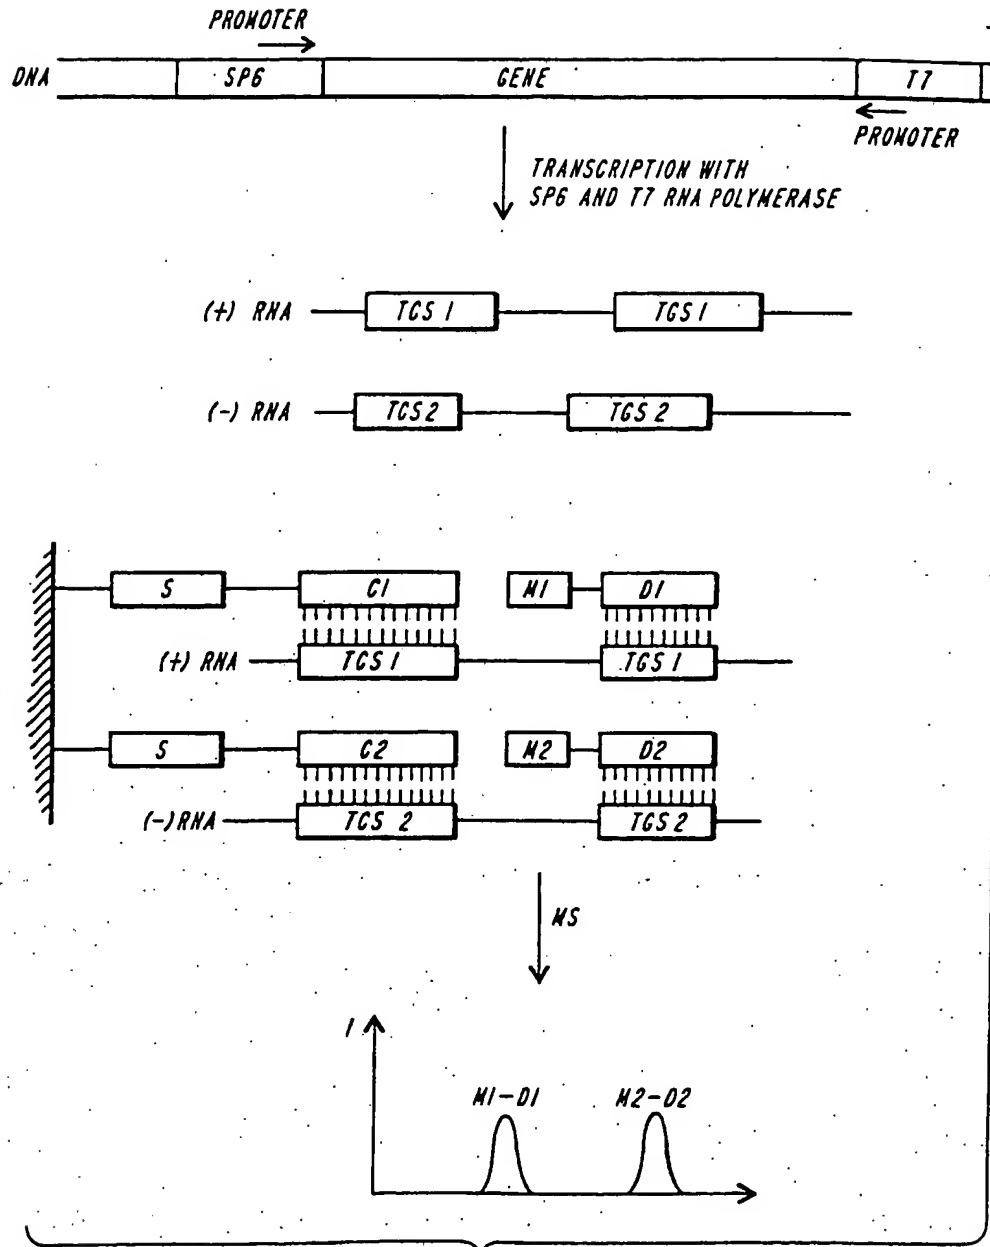 PROMOTER
DNA SP6 GENE T7
PROMOTER
TRANSCRIPTION WITH
SP6 AND T7 RNA POLYMERASE
(+) RNA TCS 1 TGS 1
(-) RNA TCS 2 TGS 2
S C1 M1 D1
(+) RNA TCS 1 TGS 1
S C2 M2 D2
(-) RNA TCS 2 TGS 2
MS
I
M1-D1 M2-D2